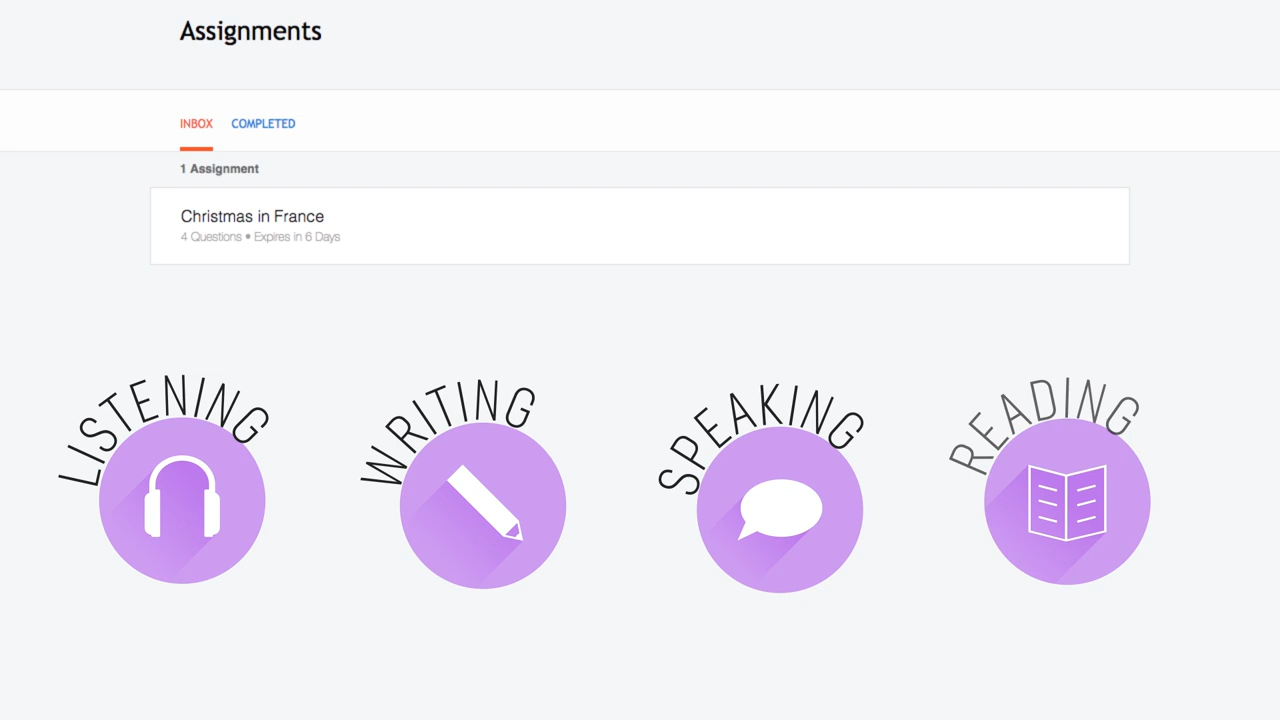 Assignments
INBOX COMPLETED
1 Assignment
Christmas in France
4 Questions • Expires in 6 Days
LISTENING
WRITING
SPEAKING
READING